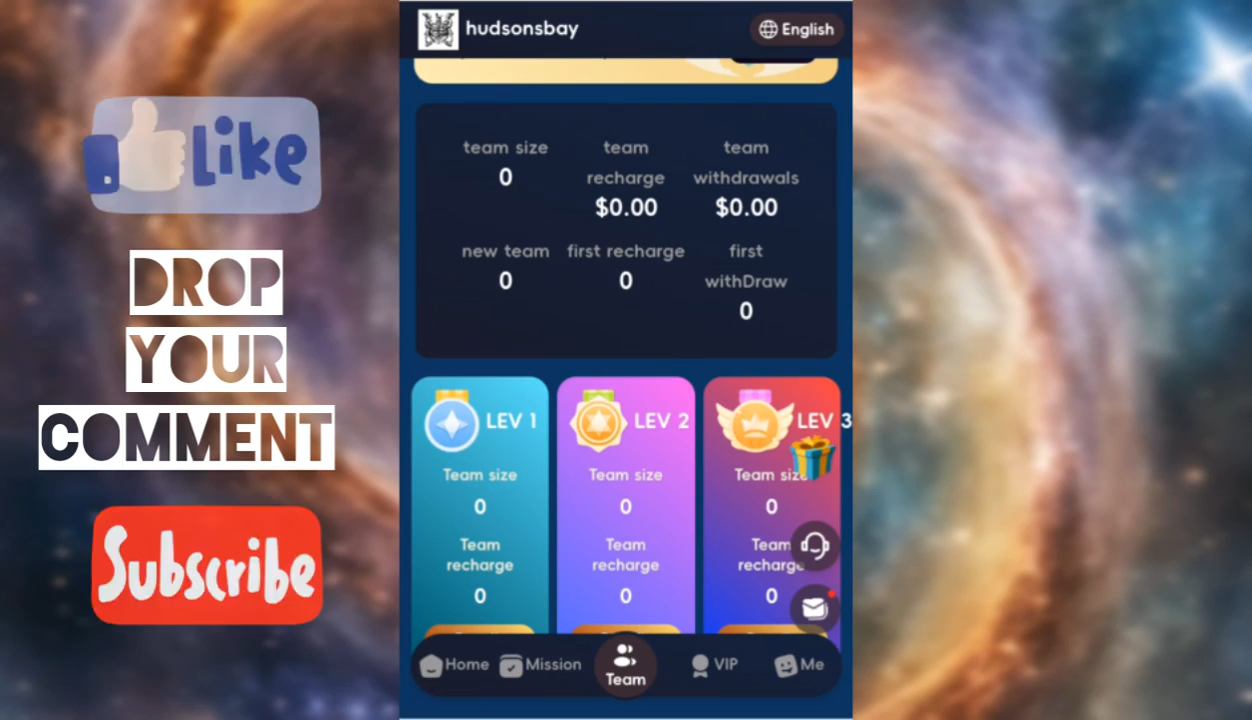 Like
DROP
YOUR
COMMENT
Subscribe
hudsonsbay
English
team size
0
team
recharge
$0.00
team
withdrawals
$0.00
new team
0
first recharge
0
first
withDraw
0
LEV 1
Team size
0
Team
recharge
0
LEV 2
Team size
0
Team
recharge
0
LEV 3
Team size
0
Team
recharge
0
Home
Mission
Team
VIP
Me